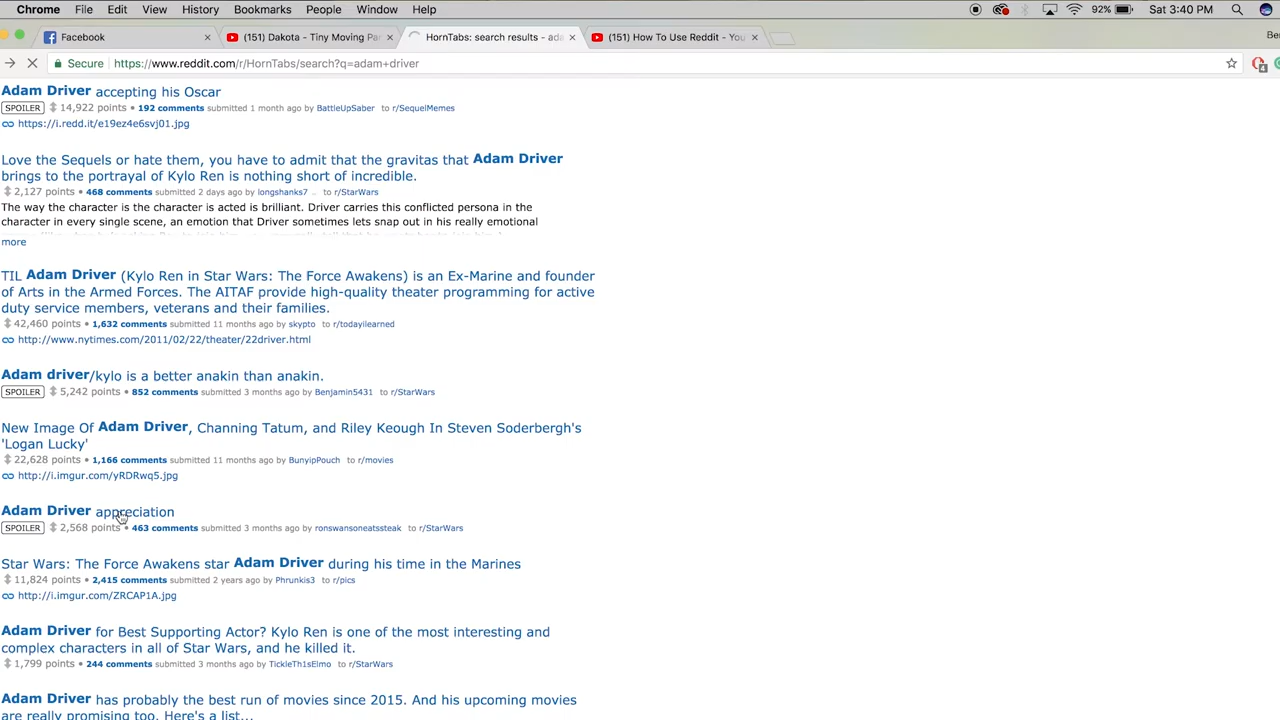 Chrome File Edit View History Bookmarks People Window Help 92% Sat 3:40 PM
Facebook (151) Dakota - Tiny Moving Pa HornTabs: search results - ada (151) How To Use Reddit - You Be
Secure https://www.reddit.com/r/HornTabs/search?q=adam+driver 4
Adam Driver accepting his Oscar
SPOILER 14,922 points • 192 comments submitted 1 month ago by BattleUpSaber to r/SequelMemes
https://i.redd.it/e19ez4e6svj01.jpg
Love the Sequels or hate them, you have to admit that the gravitas that Adam Driver
brings to the portrayal of Kylo Ren is nothing short of incredible.
2,127 points • 468 comments submitted 2 days ago by longshanks7 .. to r/StarWars
The way the character is the character is acted is brilliant. Driver carries this conflicted persona in the
character in every single scene, an emotion that Driver sometimes lets snap out in his really emotional
more
TIL Adam Driver (Kylo Ren in Star Wars: The Force Awakens) is an Ex-Marine and founder
of Arts in the Armed Forces. The AITAF provide high-quality theater programming for active
duty service members, veterans and their families.
42,460 points • 1,632 comments submitted 11 months ago by skypto to r/todayilearned
http://www.nytimes.com/2011/02/22/theater/22driver.html
Adam driver/kylo is a better anakin than anakin.
SPOILER 5,242 points • 852 comments submitted 3 months ago by Benjamin5431 to r/StarWars
New Image Of Adam Driver, Channing Tatum, and Riley Keough In Steven Soderbergh's
'Logan Lucky'
22,628 points • 1,166 comments submitted 11 months ago by BunyipPouch to r/movies
http://i.imgur.com/yRDRwq5.jpg
Adam Driver appreciation
SPOILER 2,568 points • 463 comments submitted 3 months ago by ronswansoneatssteak to r/StarWars
Star Wars: The Force Awakens star Adam Driver during his time in the Marines
11,824 points • 2,415 comments submitted 2 years ago by Phrunkis3 to r/pics
http://i.imgur.com/ZRCAP1A.jpg
Adam Driver for Best Supporting Actor? Kylo Ren is one of the most interesting and
complex characters in all of Star Wars, and he killed it.
1,799 points • 244 comments submitted 3 months ago by TickleTh1sElmo to r/StarWars
Adam Driver has probably the best run of movies since 2015. And his upcoming movies
are really promising too. Here's a list...